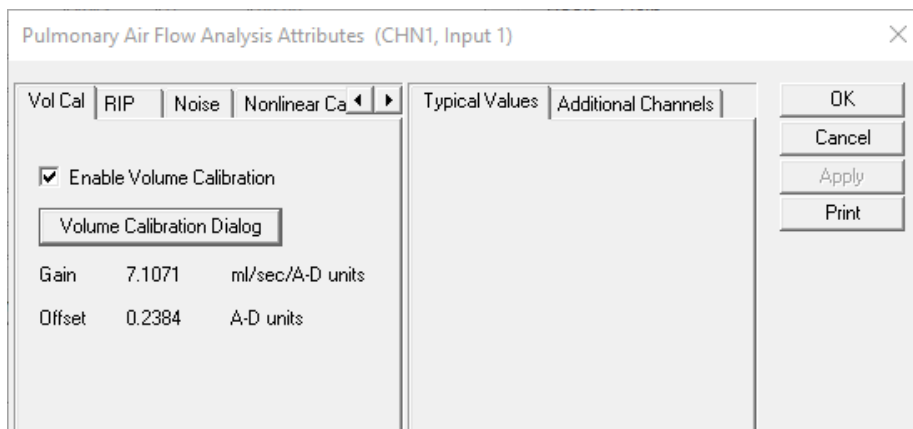 Pulmonary Air Flow Analysis Attributes (CHN1, Input 1)
Vol Cal RIP Noise Nonlinear Ca
Typical Values Additional Channels
OK
Cancel
Apply
Print
Enable Volume Calibration
Volume Calibration Dialog
Gain 7.1071 ml/sec/A-D units
Offset 0.2384 A-D units